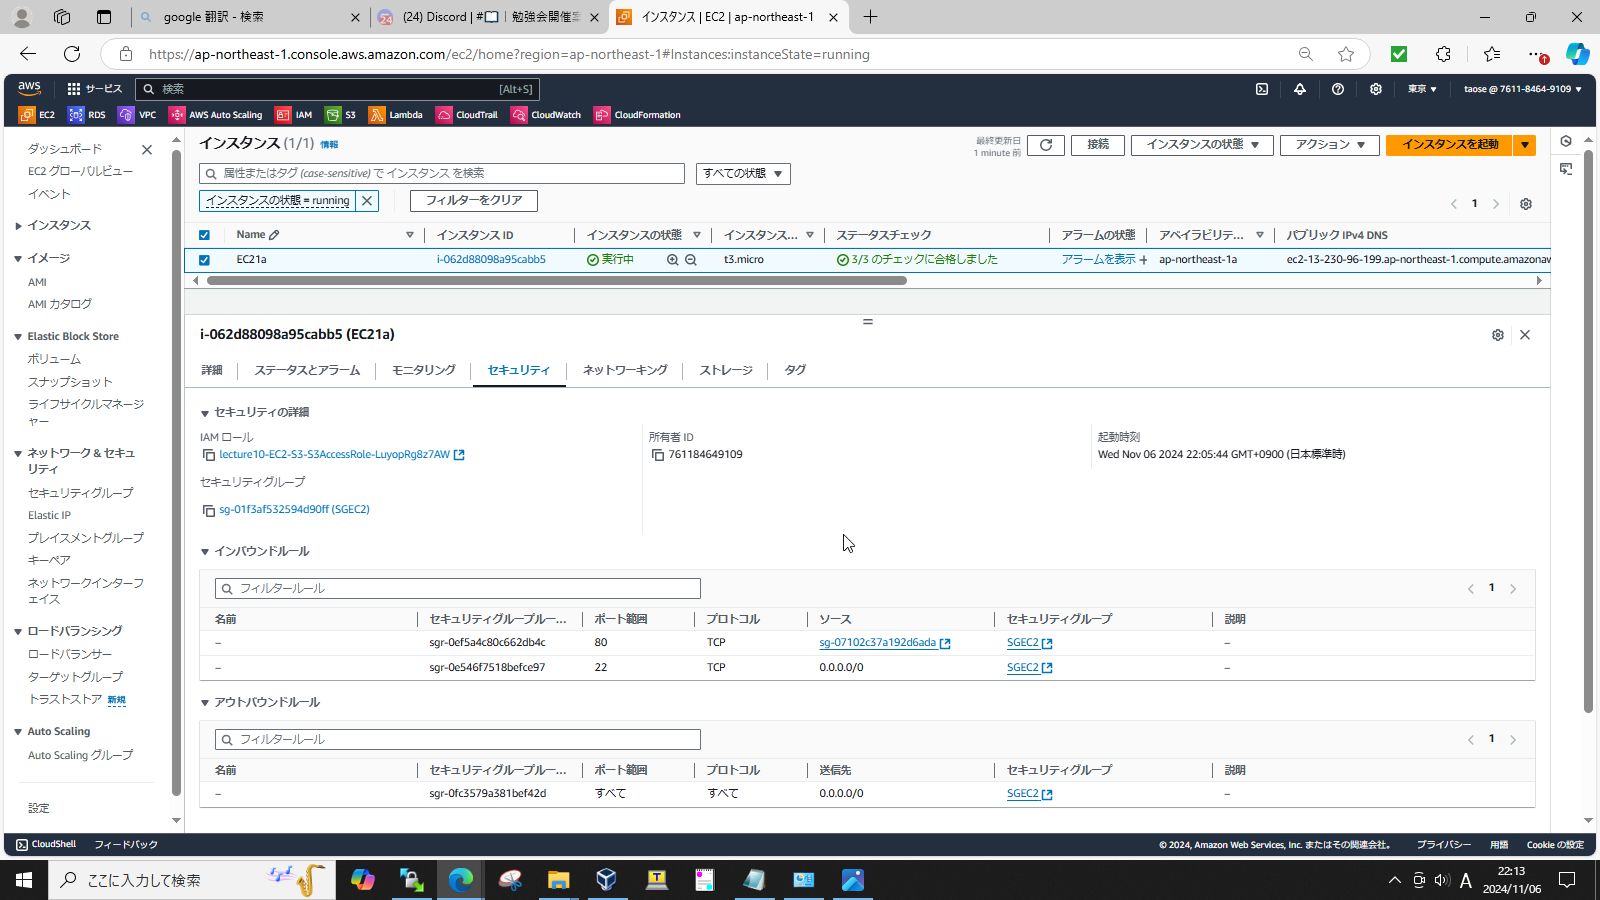 google 翻訳 - 検索
(24) Discord | #📖｜勉強会開催案
インスタンス | EC2 | ap-northeast-1
https://ap-northeast-1.console.aws.amazon.com/ec2/home?region=ap-northeast-1#Instances:instanceState=running
aws
サービス
検索
[Alt+S]
東京 ▼
taose @ 7611-8464-9109 ▼
EC2 RDS VPC AWS Auto Scaling IAM S3 Lambda CloudTrail CloudWatch CloudFormation
ダッシュボード
EC2 グローバルビュー
イベント
インスタンス
イメージ
AMI
AMI カタログ
Elastic Block Store
ボリューム
スナップショット
ライフサイクルマネージ
ャー
ネットワーク & セキュ
リティ
セキュリティグループ
Elastic IP
プレイスメントグループ
キーペア
ネットワークインターフ
ェイス
ロードバランシング
ロードバランサー
ターゲットグループ
トラストストア 新規
Auto Scaling
Auto Scaling グループ
設定
インスタンス (1/1) 情報
最終更新日
1 minute 前
接続
インスタンスの状態 ▼
アクション ▼
インスタンスを起動 ▼
属性またはタグ (case-sensitive) で インスタンス を検索
すべての状態 ▼
インスタンスの状態 = running
フィルターをクリア
1
Name インスタンス ID インスタンスの状態 インスタンス... ステータスチェック アラームの状態 アベイラビリテ... パブリック IPv4 DNS
EC21a i-062d88098a95cabb5 実行中 t3.micro 3/3 のチェックに合格しました アラームを表示 + ap-northeast-1a ec2-13-230-96-199.ap-northeast-1.compute.amazonaw
i-062d88098a95cabb5 (EC21a)
詳細 ステータスとアラーム モニタリング セキュリティ ネットワーキング ストレージ タグ
セキュリティの詳細
IAM ロール
lecture10-EC2-S3-S3AccessRole-LuyopRg8z7AW
所有者 ID
761184649109
起動時刻
Wed Nov 06 2024 22:05:44 GMT+0900 (日本標準時)
セキュリティグループ
sg-01f3af532594d90ff (SGEC2)
インバウンドルール
フィルタールール
1
名前 セキュリティグループルー... ポート範囲 プロトコル ソース セキュリティグループ 説明
– sgr-0ef5a4c80c662db4c 80 TCP sg-07102c37a192d6ada SGEC2 –
– sgr-0e546f7518befce97 22 TCP 0.0.0.0/0 SGEC2 –
アウトバウンドルール
フィルタールール
1
名前 セキュリティグループルー... ポート範囲 プロトコル 送信先 セキュリティグループ 説明
– sgr-0fc3579a381bef42d すべて すべて 0.0.0.0/0 SGEC2 –
CloudShell フィードバック
© 2024, Amazon Web Services, Inc. またはその関連会社。 プライバシー 用語 Cookie の設定
ここに入力して検索
A
22:13
2024/11/06